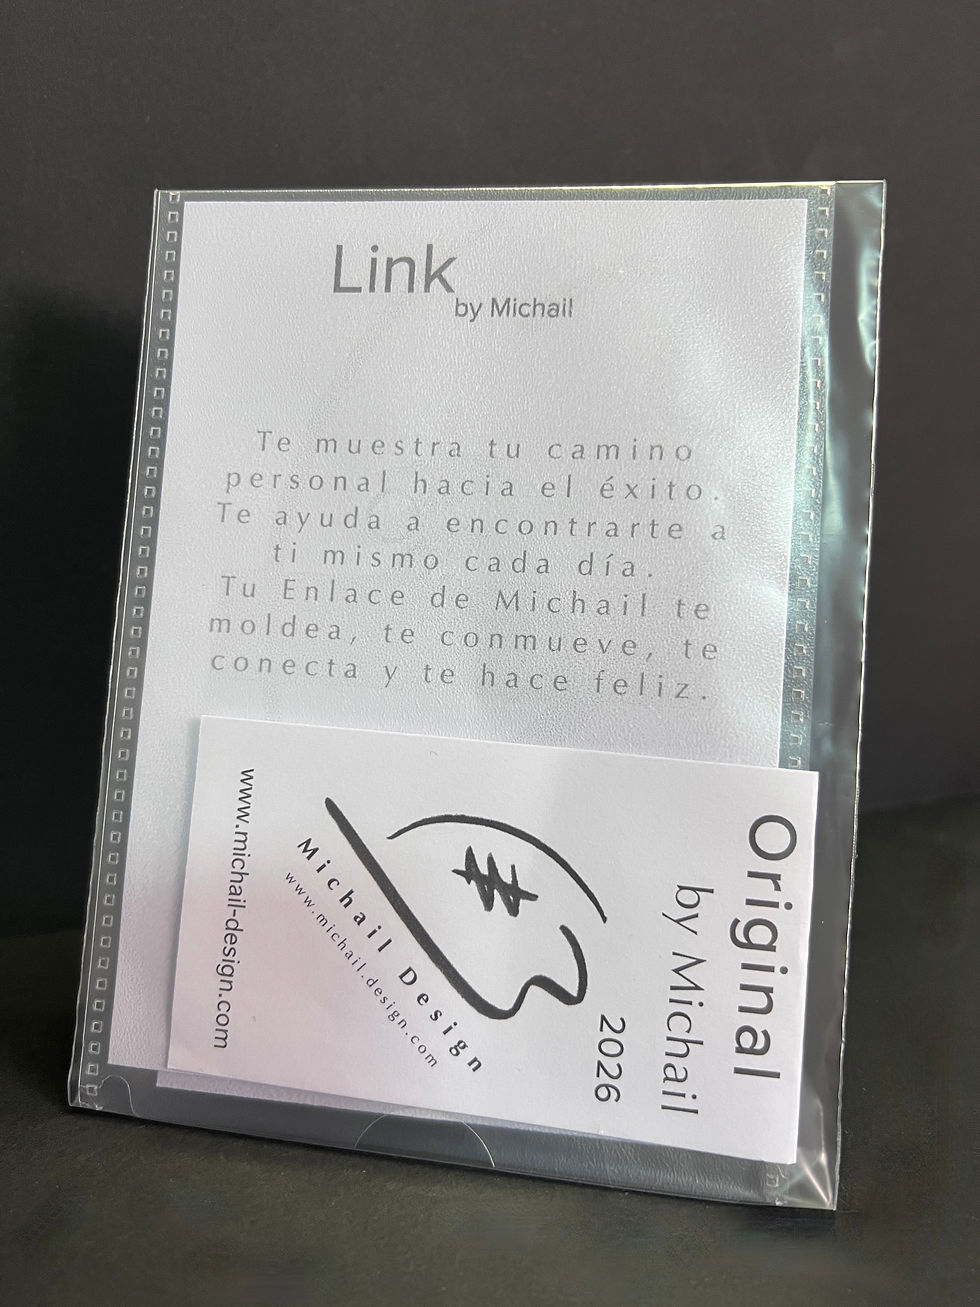 Link
by Michail
Te muestra tu camino
personal hacia el éxito.
Te ayuda a encontrarte a
ti mismo cada día.
Tu Enlace de Michail te
moldea, te conmueve, te
conecta y te hace feliz.
Original
by Michail
2026
Michail Design
www.michail.design.com
www.michail-design.com